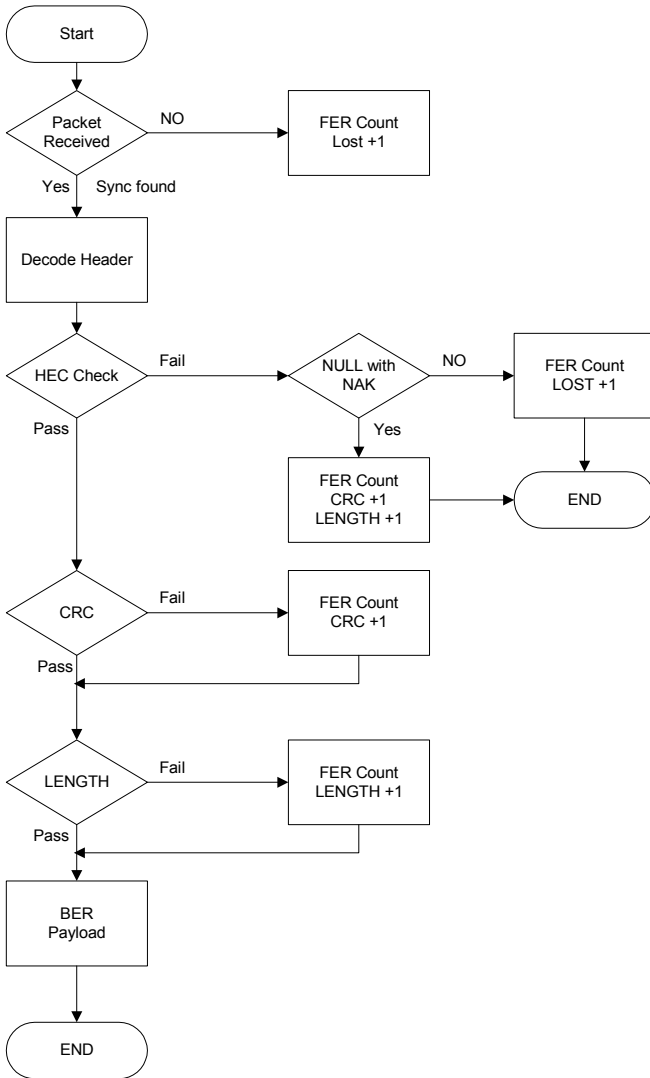 Start
Packet
Received
NO
FER Count
Lost +1
Yes
Sync found
Decode Header
HEC Check
Fail
NULL with
NAK
NO
FER Count
LOST +1
Pass
Yes
FER Count
CRC +1
LENGTH +1
END
CRC
Fail
FER Count
CRC +1
Pass
LENGTH
Fail
FER Count
LENGTH +1
Pass
BER
Payload
END